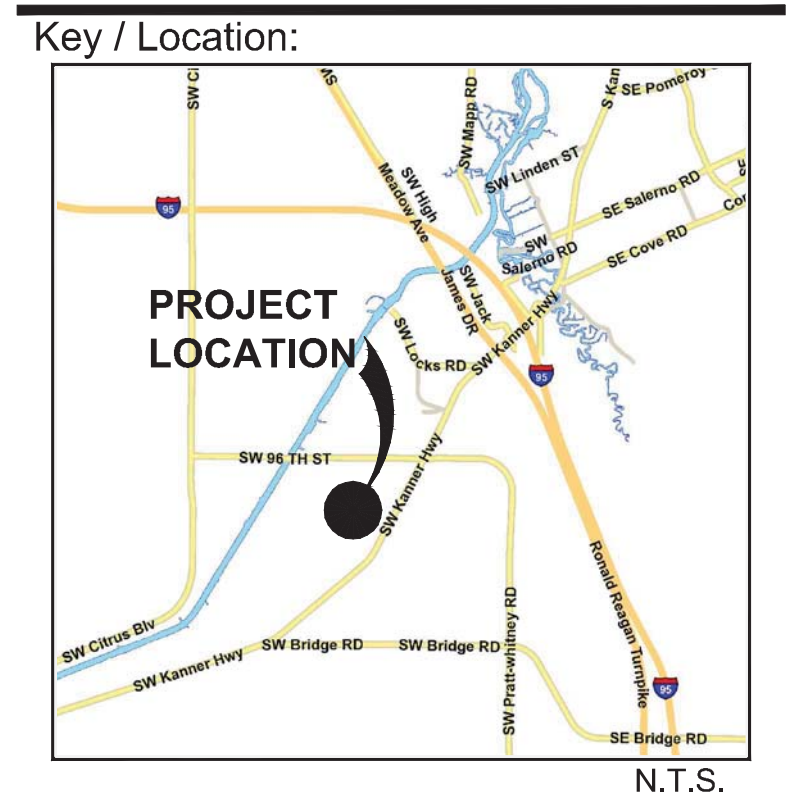 Key / Location:
SW Ci
MS
SW Mapp RD
S Kan
SE Pomeroy
SW High
Meadow Ave
SW Linden ST
SE Salerno RD
SE
Cor
95
SW
Salerno RD
SE Cove RD
PROJECT
LOCATION
SW Jack
James DR
SW Locks RD
SW Kanner Hwy
95
SW 96 TH ST
SW Kanner Hwy
Ronald Reagan Turnpike
SW Pratt-whitney RD
SW Citrus Blv
SW Kanner Hwy
SW Bridge RD
SW Bridge RD
95
SE Bridge RD
N.T.S.